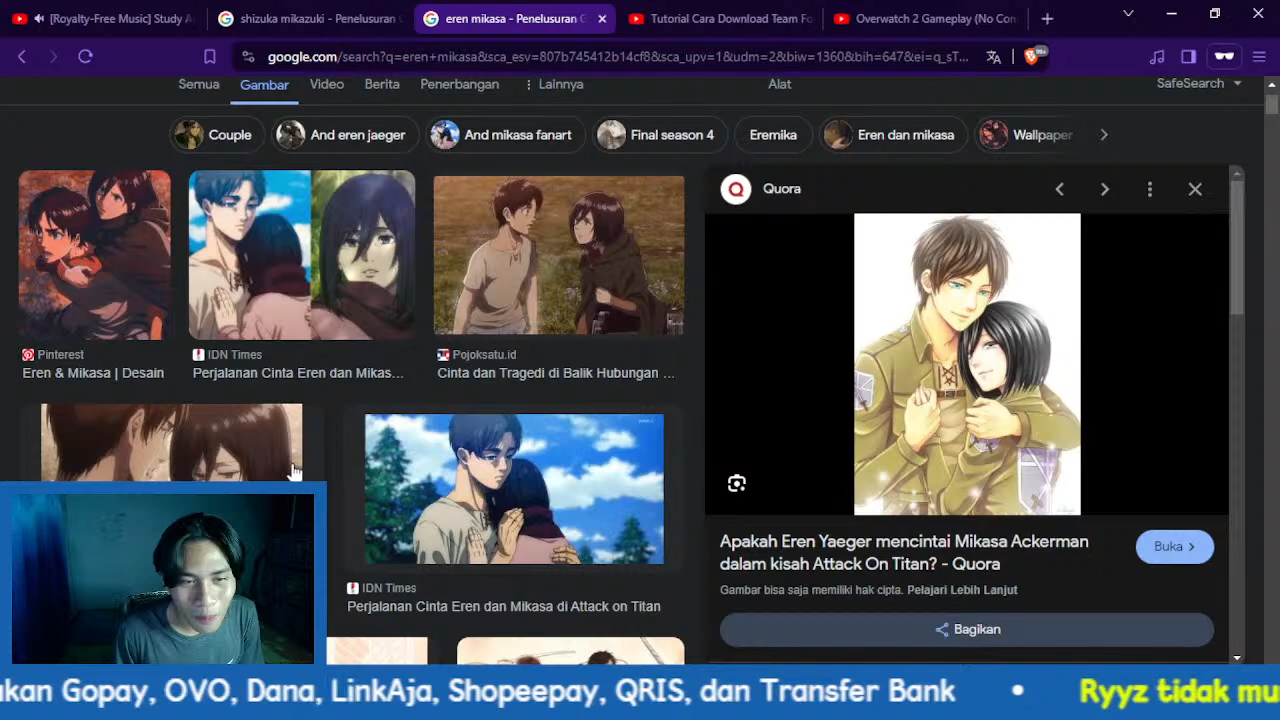 [Royalty-Free Music] Study A
shizuka mikazuki - Penelusuran
eren mikasa - Penelusuran G
Tutorial Cara Download Team Fo
Overwatch 2 Gameplay (No Con
google.com/search?q=eren+mikasa&sca_esv=807b745412b14cf8&sca_upv=1&udm=2&biw=1360&bih=647&ei=q_sT...
99+
Semua
Gambar
Video
Berita
Penerbangan
Lainnya
Alat
SafeSearch
Couple
And eren jaeger
And mikasa fanart
Final season 4
Eremika
Eren dan mikasa
Wallpaper
Pinterest
Eren & Mikasa | Desain
IDN Times
Perjalanan Cinta Eren dan Mikas...
Pojoksatu.id
Cinta dan Tragedi di Balik Hubungan ...
IDN Times
Perjalanan Cinta Eren dan Mikasa di Attack on Titan
Quora
Apakah Eren Yaeger mencintai Mikasa Ackerman
dalam kisah Attack On Titan? - Quora
Buka
Gambar bisa saja memiliki hak cipta. Pelajari Lebih Lanjut
Bagikan
akan Gopay, OVO, Dana, LinkAja, Shopeepay, QRIS, dan Transfer Bank • Ryyz tidak mu